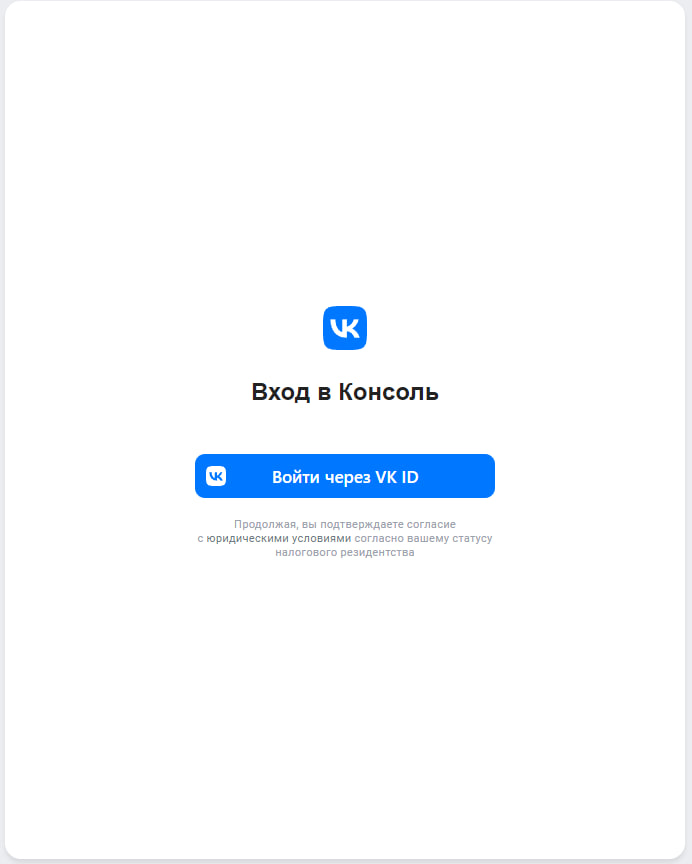 VK
Вход в Консоль
VK Войти через VK ID
Продолжая, вы подтверждаете согласие
с юридическими условиями согласно вашему статусу
налогового резидентства